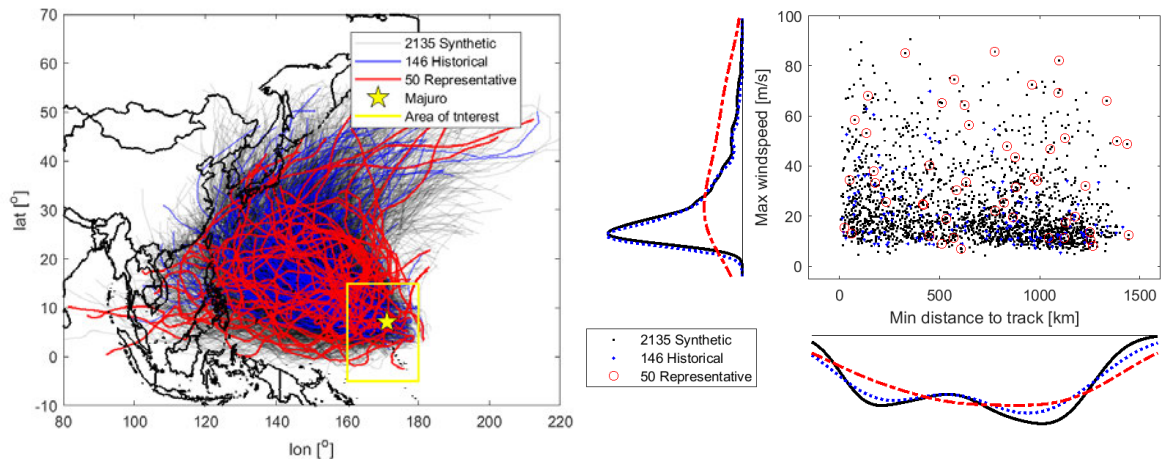 70
60
50
40
30
20
10
0
-10
lat [°]
80
100
120
140
160
180
200
220
lon [°]
2135 Synthetic
146 Historical
50 Representative
Majuro
Area of Interest
100
80
60
40
20
0
Max windspeed [m/s]
0
500
1000
1500
Min distance to track [km]
2135 Synthetic
146 Historical
50 Representative